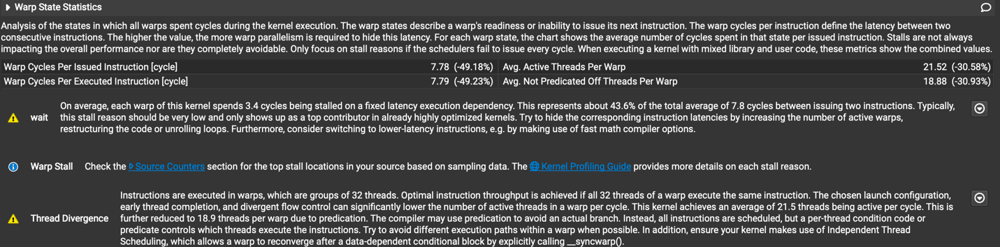 Warp State Statistics
Analysis of the states in which all warps spent cycles during the kernel execution. The warp states describe a warp's readiness or inability to issue its next instruction. The warp cycles per instruction define the latency between two
consecutive instructions. The higher the value, the more warp parallelism is required to hide this latency. For each warp state, the chart shows the average number of cycles spent in that state per issued instruction. Stalls are not always
impacting the overall performance nor are they completely avoidable. Only focus on stall reasons if the schedulers fail to issue every cycle. When executing a kernel with mixed library and user code, these metrics show the combined values.
Warp Cycles Per Issued Instruction [cycle] 7.78 (-49.18%) Avg. Active Threads Per Warp 21.52 (-30.58%)
Warp Cycles Per Executed Instruction [cycle] 7.79 (-49.23%) Avg. Not Predicated Off Threads Per Warp 18.88 (-30.93%)
On average, each warp of this kernel spends 3.4 cycles being stalled on a fixed latency execution dependency. This represents about 43.6% of the total average of 7.8 cycles between issuing two instructions. Typically,
wait this stall reason should be very low and only shows up as a top contributor in already highly optimized kernels. Try to hide the corresponding instruction latencies by increasing the number of active warps,
restructuring the code or unrolling loops. Furthermore, consider switching to lower-latency instructions, e.g. by making use of fast math compiler options.
Warp Stall Check the Source Counters section for the top stall locations in your source based on sampling data. The Kernel Profiling Guide provides more details on each stall reason.
Instructions are executed in warps, which are groups of 32 threads. Optimal instruction throughput is achieved if all 32 threads of a warp execute the same instruction. The chosen launch configuration,
early thread completion, and divergent flow control can significantly lower the number of active threads in a warp per cycle. This kernel achieves an average of 21.5 threads being active per cycle. This is
Thread Divergence further reduced to 18.9 threads per warp due to predication. The compiler may use predication to avoid an actual branch. Instead, all instructions are scheduled, but a per-thread condition code or
predicate controls which threads execute the instructions. Try to avoid different execution paths within a warp when possible. In addition, ensure your kernel makes use of Independent Thread
Scheduling, which allows a warp to reconverge after a data-dependent conditional block by explicitly calling __syncwarp().